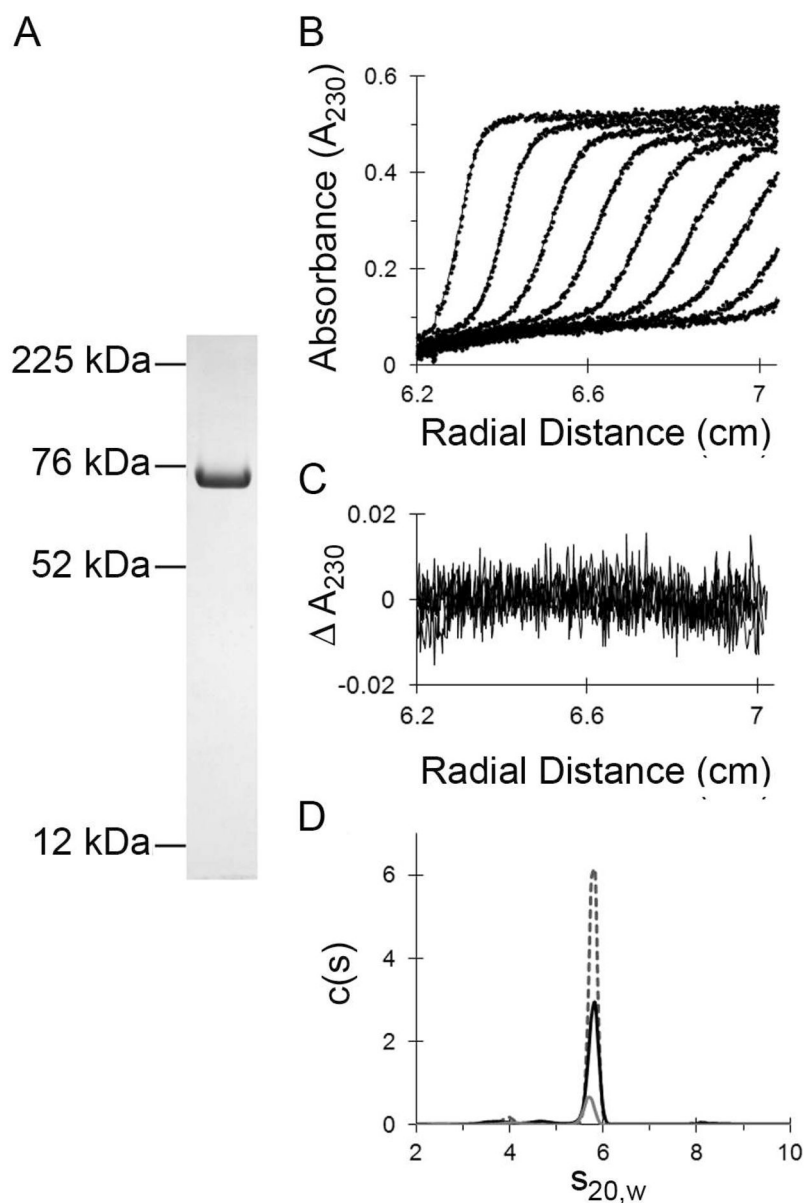 A
225 kDa
76 kDa
52 kDa
12 kDa
B
Absorbance (A230)
0.6
0.4
0.2
0
6.2
6.6
7
Radial Distance (cm)
C
Δ A230
0.02
0
-0.02
6.2
6.6
7
Radial Distance (cm)
D
c(s)
6
4
2
0
2
4
6
8
10
s20,w